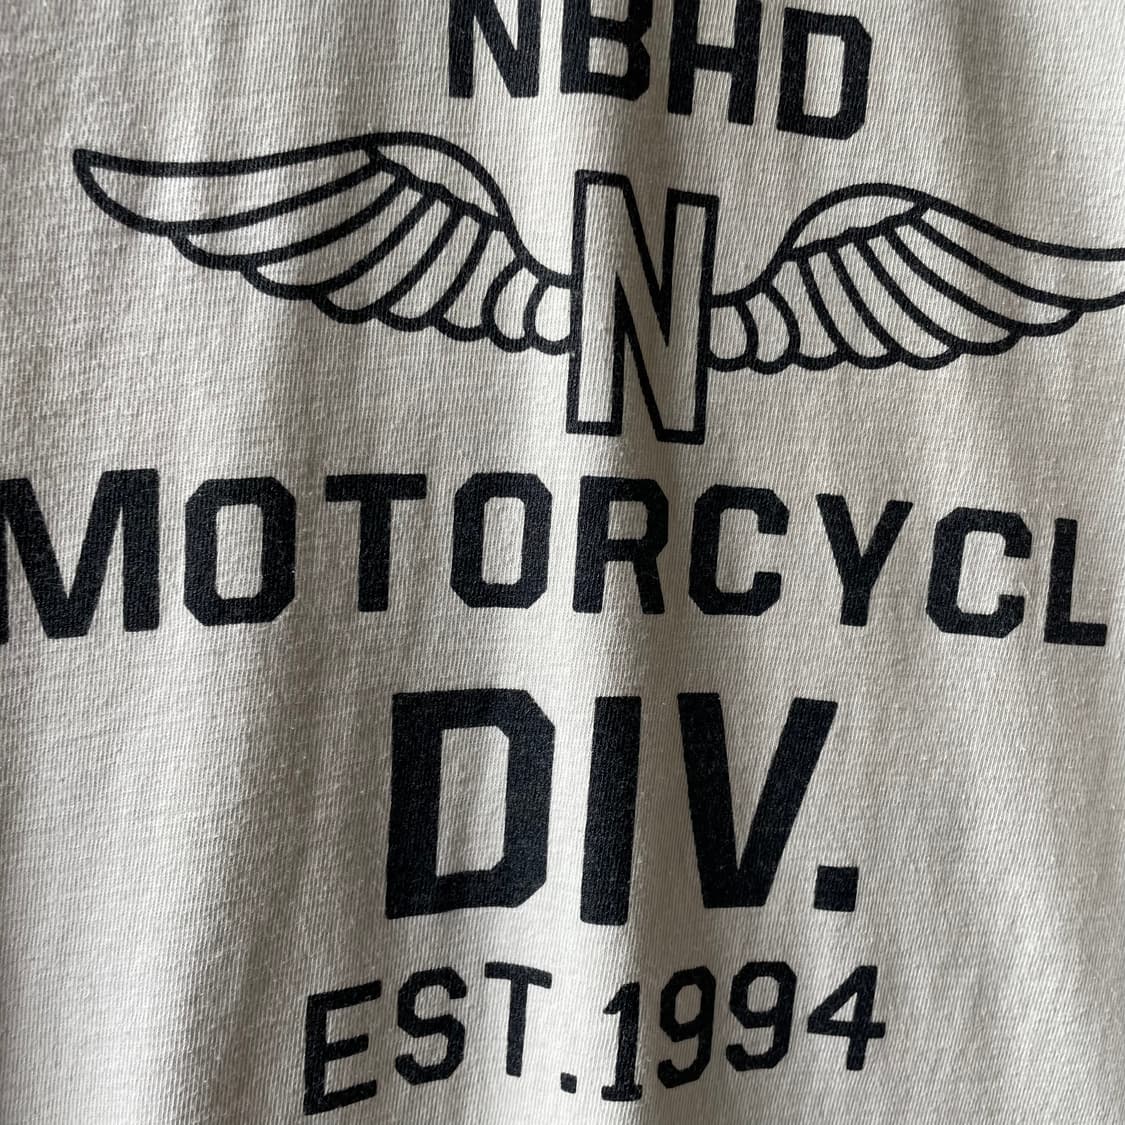 NBHD
N
MOTORCYCL
DIV.
EST.1994